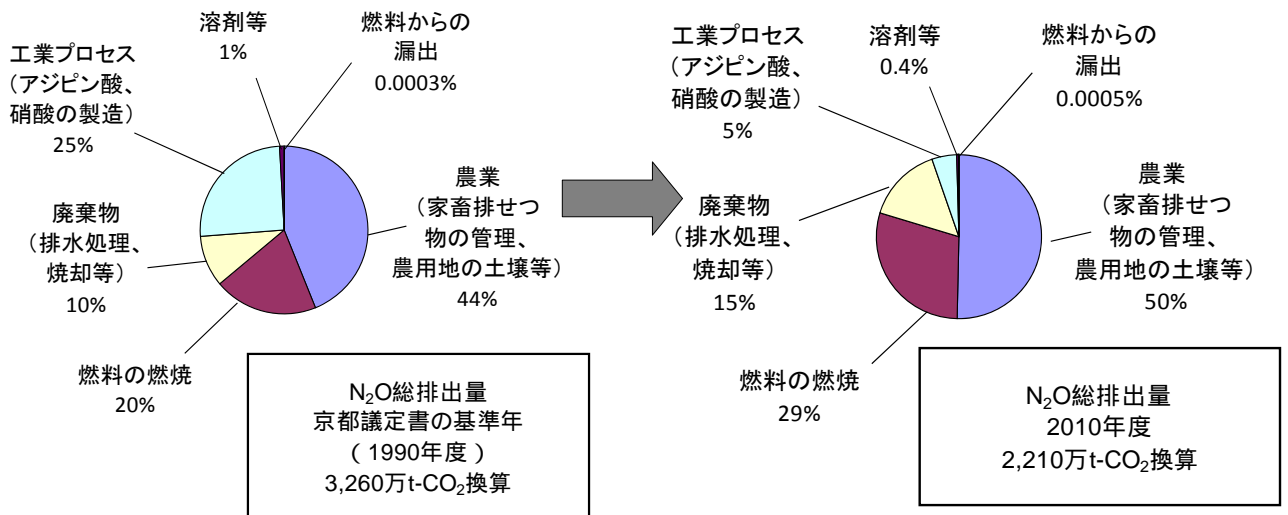 溶剤等
1%
燃料からの
漏出
0.0003%
工業プロセス
（アジピン酸、
硝酸の製造）
25%
農業
（家畜排せつ
物の管理、
農用地の土壌等）
44%
廃棄物
（排水処理、
焼却等）
10%
燃料の燃焼
20%
N₂O総排出量
京都議定書の基準年
（1990年度）
3,260万t-CO₂換算
工業プロセス
（アジピン酸、
硝酸の製造）
5%
溶剤等
0.4%
燃料からの
漏出
0.0005%
農業
（家畜排せつ
物の管理、
農用地の土壌等）
50%
廃棄物
（排水処理、
焼却等）
15%
燃料の燃焼
29%
N₂O総排出量
2010年度
2,210万t-CO₂換算